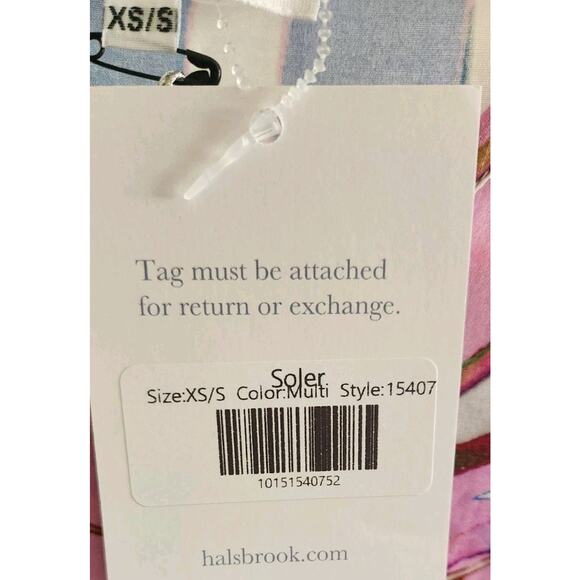 XS/S
Tag must be attached
for return or exchange.
Soler
Size:XS/S Color:Multi Style:15407
10151540752
halsbrook.com